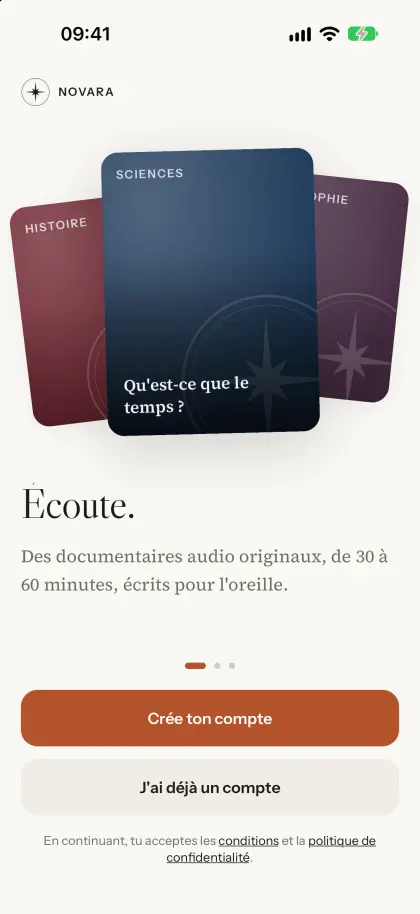 09:41
NOVARA
HISTOIRE
SCIENCES
OPHIE
Qu'est-ce que le
temps ?
Écoute.
Des documentaires audio originaux, de 30 à
60 minutes, écrits pour l'oreille.
Crée ton compte
J'ai déjà un compte
En continuant, tu acceptes les conditions et la politique de
confidentialité.